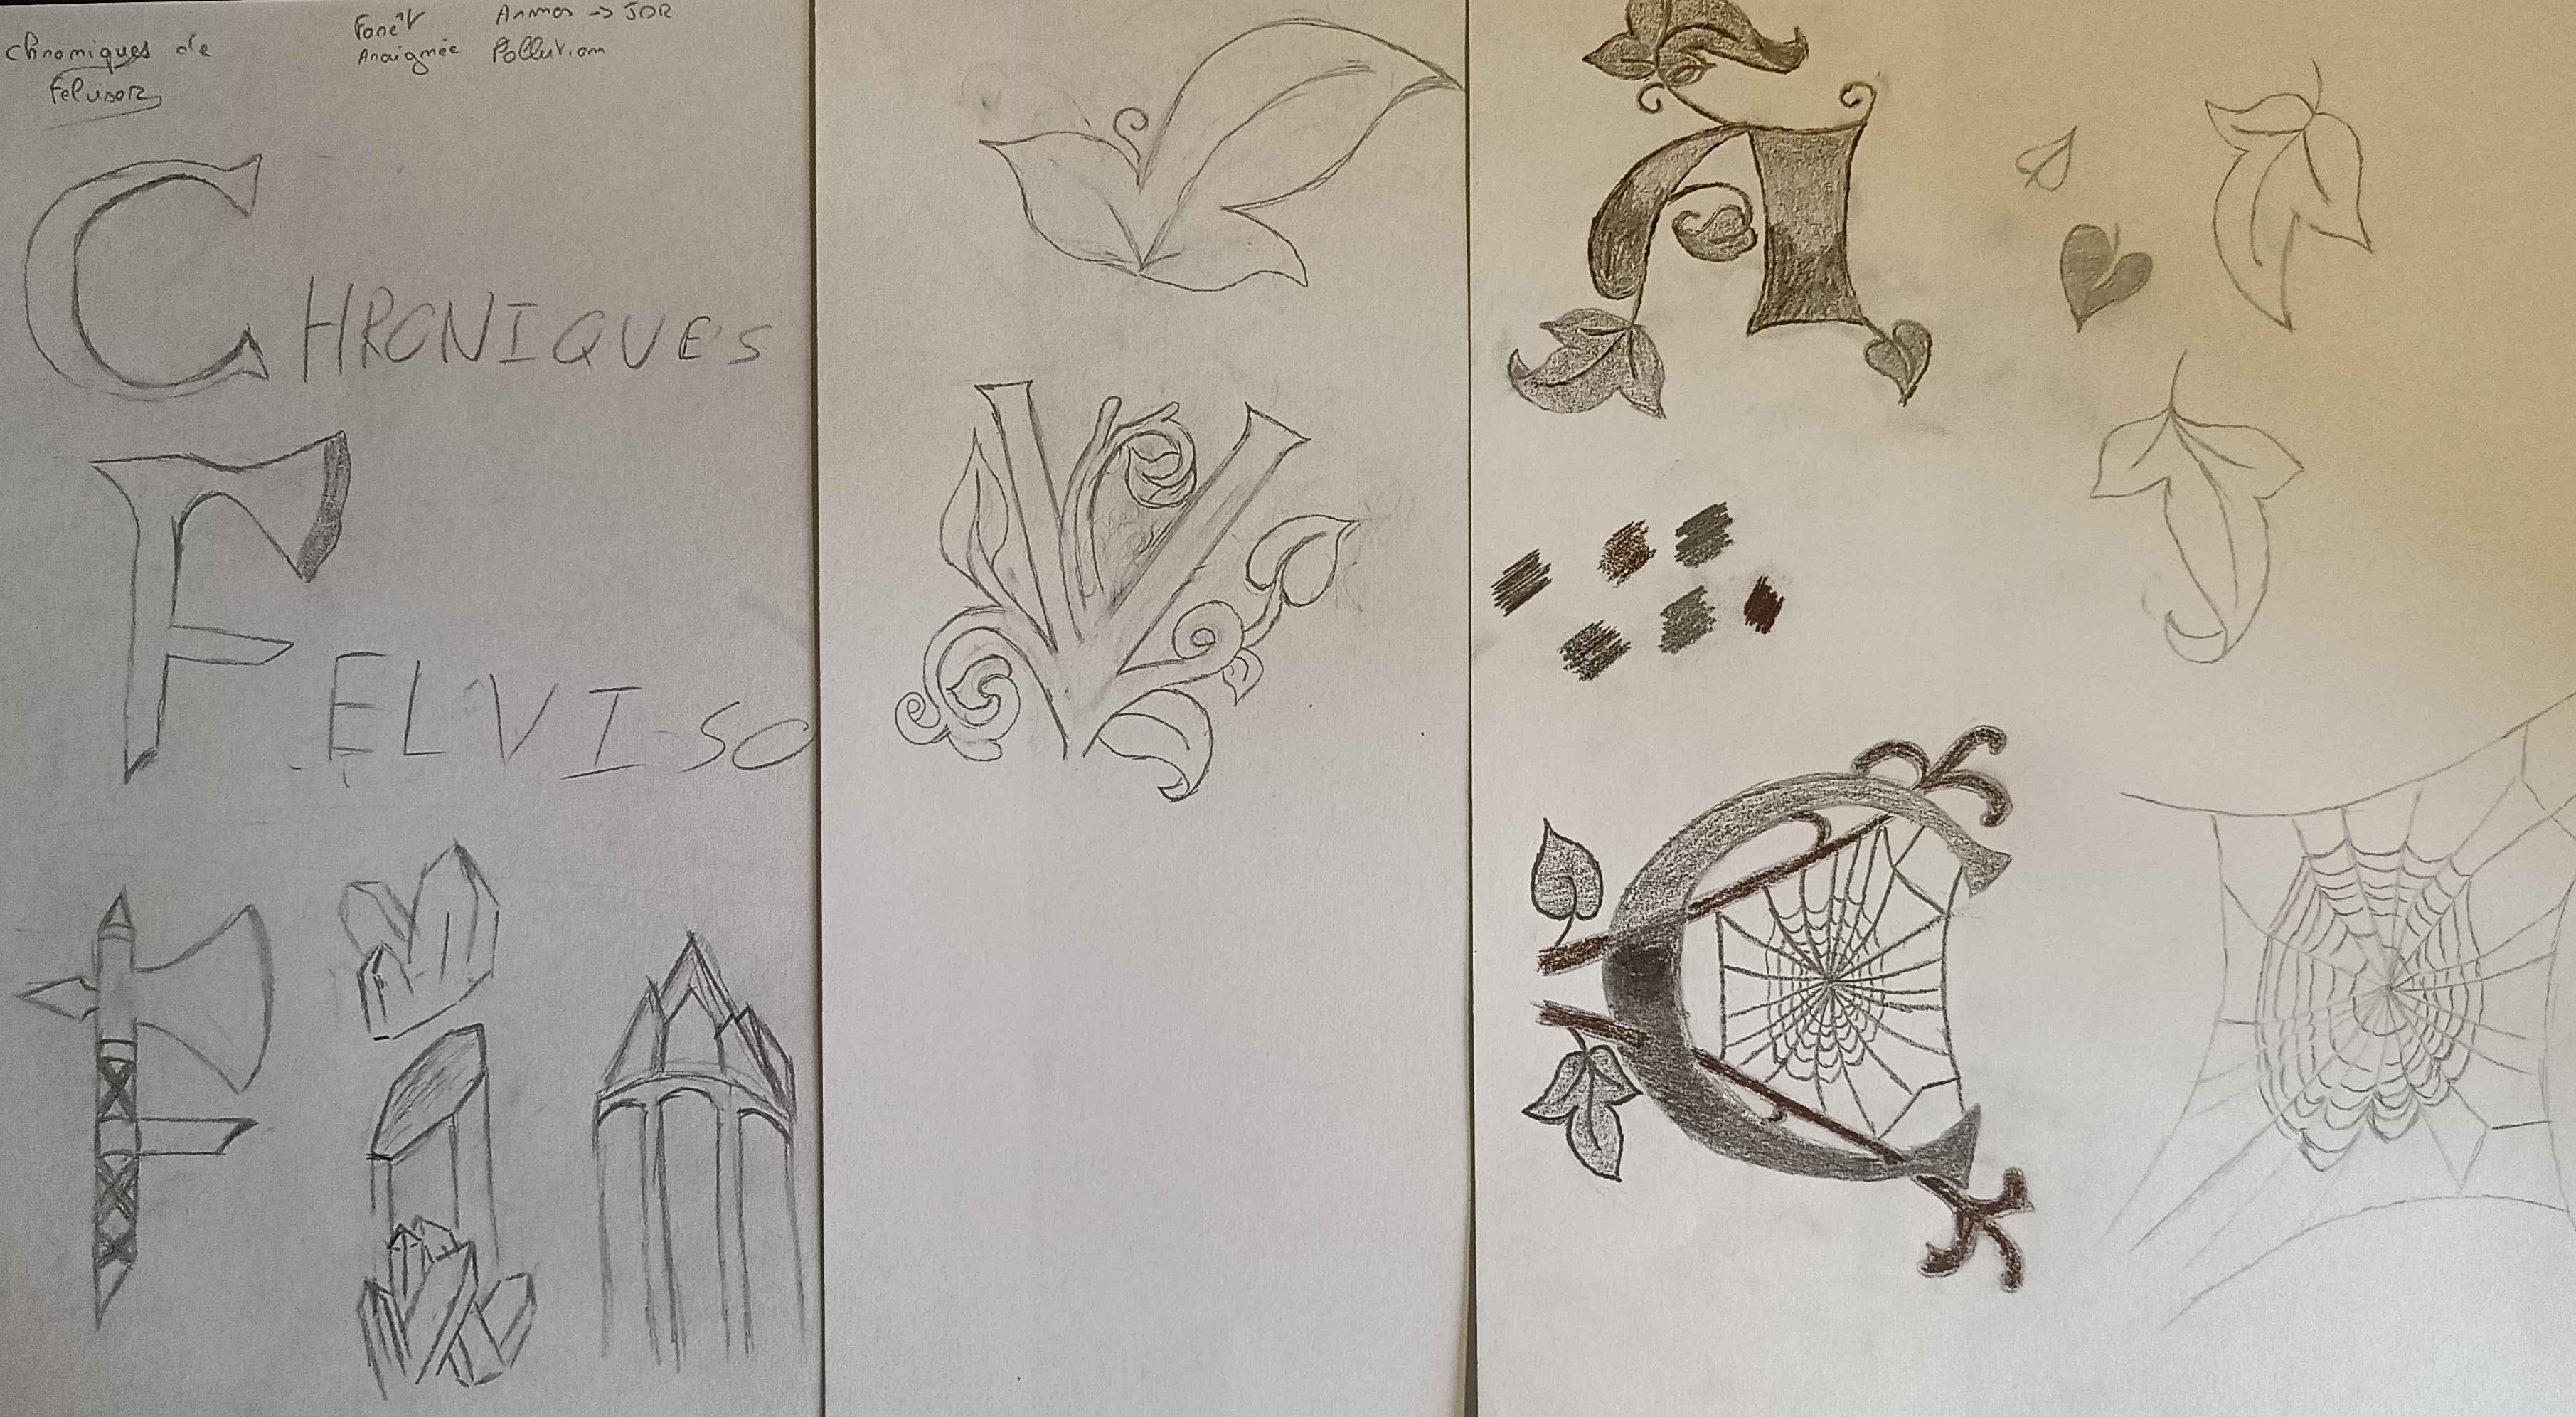 Chroniques de
Felvisor
Forêt
Araignée
Armes -> JDR
Pollution
CHRONIQUES
FELVISO
V
A
C